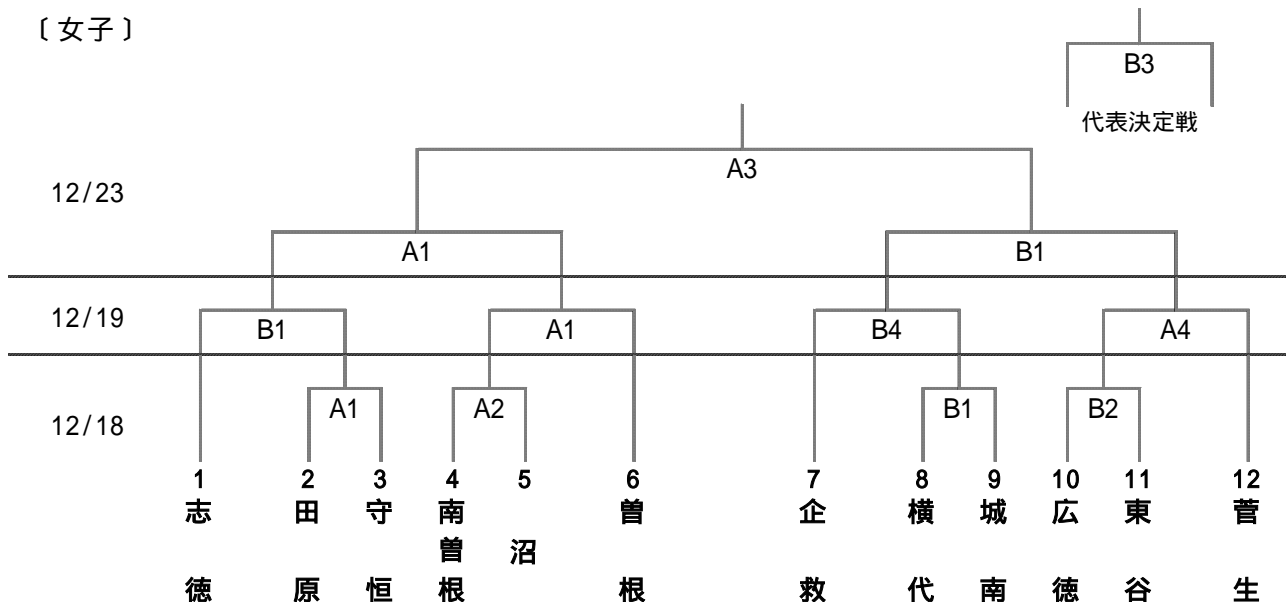 〔女子〕
B3
代表決定戦
A3
12/23
A1 B1
12/19
B1 A1 B4 A4
12/18
A1 A2 B1 B2
1 2 3 4 5 6 7 8 9 10 11 12
志徳 田原 守恒 南曽根 沼 曽根 企救 横代 城南 広徳 東谷 菅生